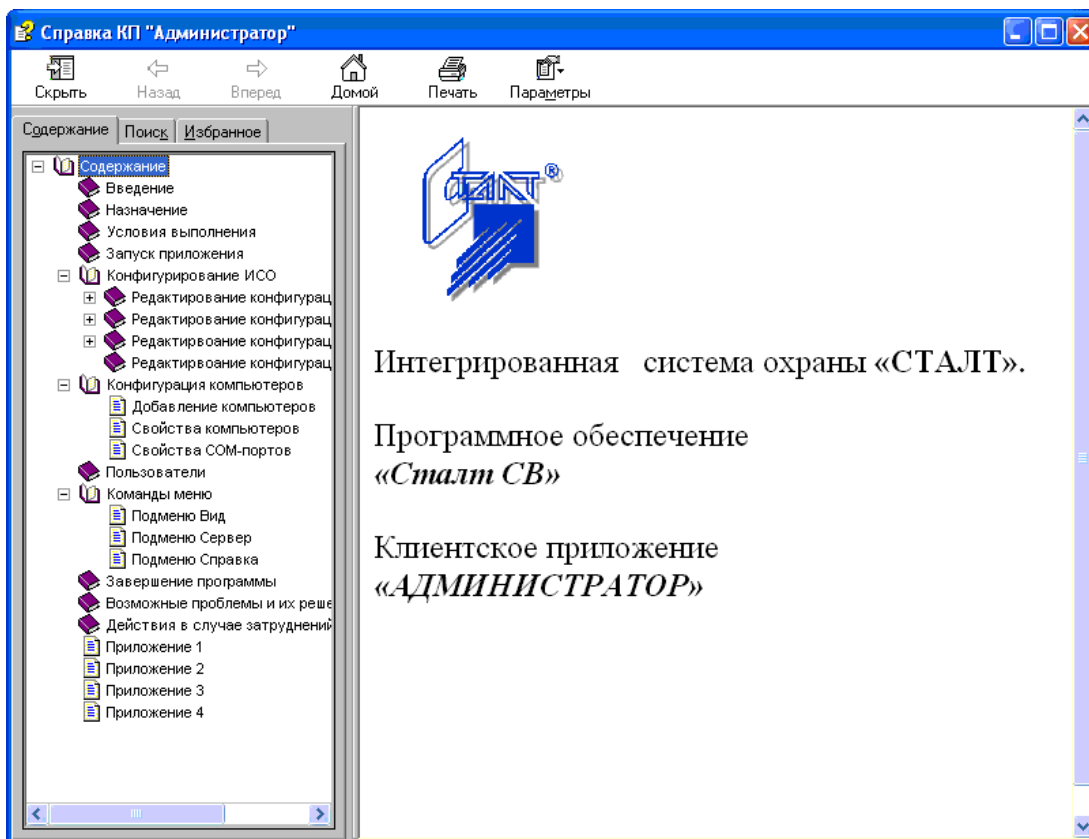 Справка КП "Администратор"
Скрыть Назад Вперед Домой Печать Параметры
Содержание Поиск Избранное
Содержание
Введение
Назначение
Условия выполнения
Запуск приложения
Конфигурирование ИСО
Редактирование конфигурац
Редактирование конфигурац
Редактирвоание конфигурац
Редактирвоание конфигурац
Конфигурация компьютеров
Добавление компьютеров
Свойства компьютеров
Свойства COM-портов
Пользователи
Команды меню
Подменю Вид
Подменю Сервер
Подменю Справка
Завершение программы
Возможные проблемы и их реше
Действия в случае затруднений
Приложение 1
Приложение 2
Приложение 3
Приложение 4
СТАЛТ®
Интегрированная система охраны «СТАЛТ».
Программное обеспечение
«Сталт СВ»
Клиентское приложение
«АДМИНИСТРАТОР»